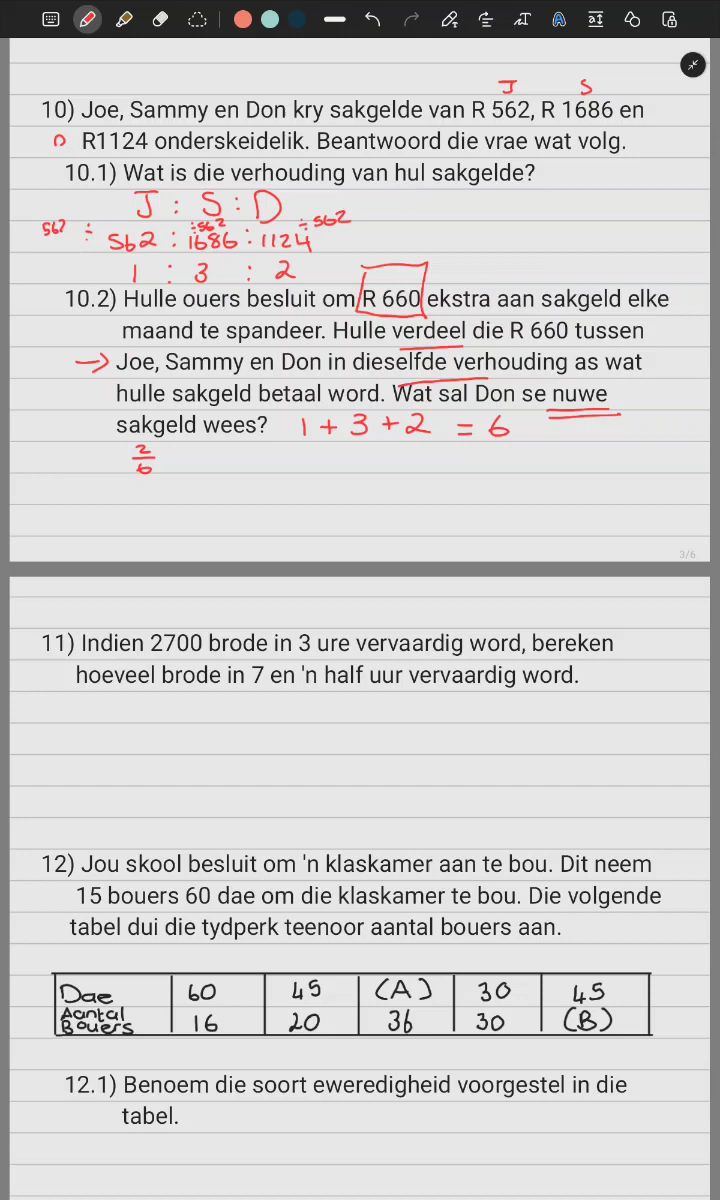 J S
10) Joe, Sammy en Don kry sakgelde van R 562, R 1686 en
D R1124 onderskeidelik. Beantwoord die vrae wat volg.
10.1) Wat is die verhouding van hul sakgelde?
J : S : D
562 ÷ ÷562 ÷562
562 : 1686 : 1124
1 : 3 : 2
10.2) Hulle ouers besluit om R 660 ekstra aan sakgeld elke
maand te spandeer. Hulle verdeel die R 660 tussen
→ Joe, Sammy en Don in dieselfde verhouding as wat
hulle sakgeld betaal word. Wat sal Don se nuwe
sakgeld wees? 1 + 3 + 2 = 6
2/6
3/6
11) Indien 2700 brode in 3 ure vervaardig word, bereken
hoeveel brode in 7 en 'n half uur vervaardig word.
12) Jou skool besluit om 'n klaskamer aan te bou. Dit neem
15 bouers 60 dae om die klaskamer te bou. Die volgende
tabel dui die tydperk teenoor aantal bouers aan.
Dae 60 45 (A) 30 45
Aantal Bouers 16 20 36 30 (B)
12.1) Benoem die soort eweredigheid voorgestel in die
tabel.